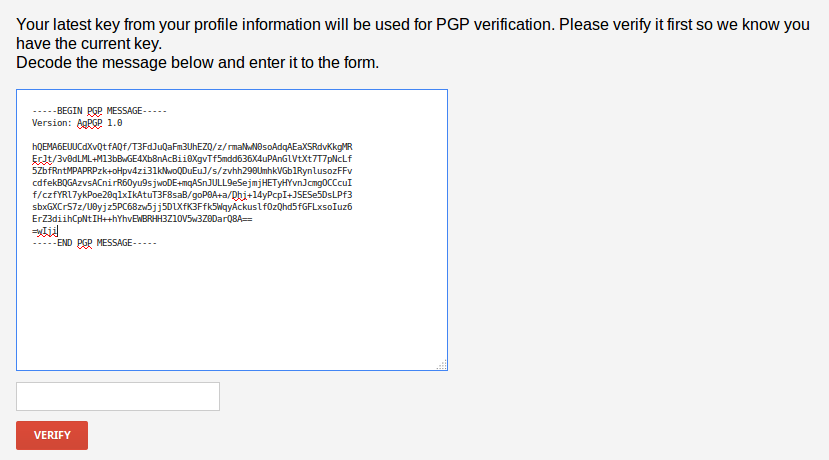 Your latest key from your profile information will be used for PGP verification. Please verify it first so we know you
have the current key.
Decode the message below and enter it to the form.
-----BEGIN PGP MESSAGE-----
Version: AgPGP 1.0
hQEMA6EUUCdXvQtfAQf/T3FdJuQaFm3UhEZQ/z/rmaNwN0soAdqAEaXSRdvKkgMR
ErJt/3v0dLML+M13bBwGE4Xb8nAcBii0XgvTf5mdd636X4uPAnGlVtXt7T7pNcLf
5ZbfRntMPAPRPzk+oHpv4zi31kNwoQDuEuJ/s/zvhh290UmhkVGb1RynlusozFFv
cdfekBQGAzvsACnirR6Oyu9sjwoDE+mqASnJULL9eSejmjHETyHYvnJcmgOCCcuI
f/czfYRl7ykPoe20q1xIkAtuT3F8saB/goP0A+a/Dhj+14yPcpI+JSESe5DsLPf3
sbxGXCrS7z/U0yjz5PC68zw5jj5DlXfK3Ffk5WqyAckuslfOzQhd5fGFLxsoIuz6
ErZ3diihCpNtIH++hYhvEWBRHH3Z1OV5w3Z0DarQ8A==
=wIji
-----END PGP MESSAGE-----
VERIFY